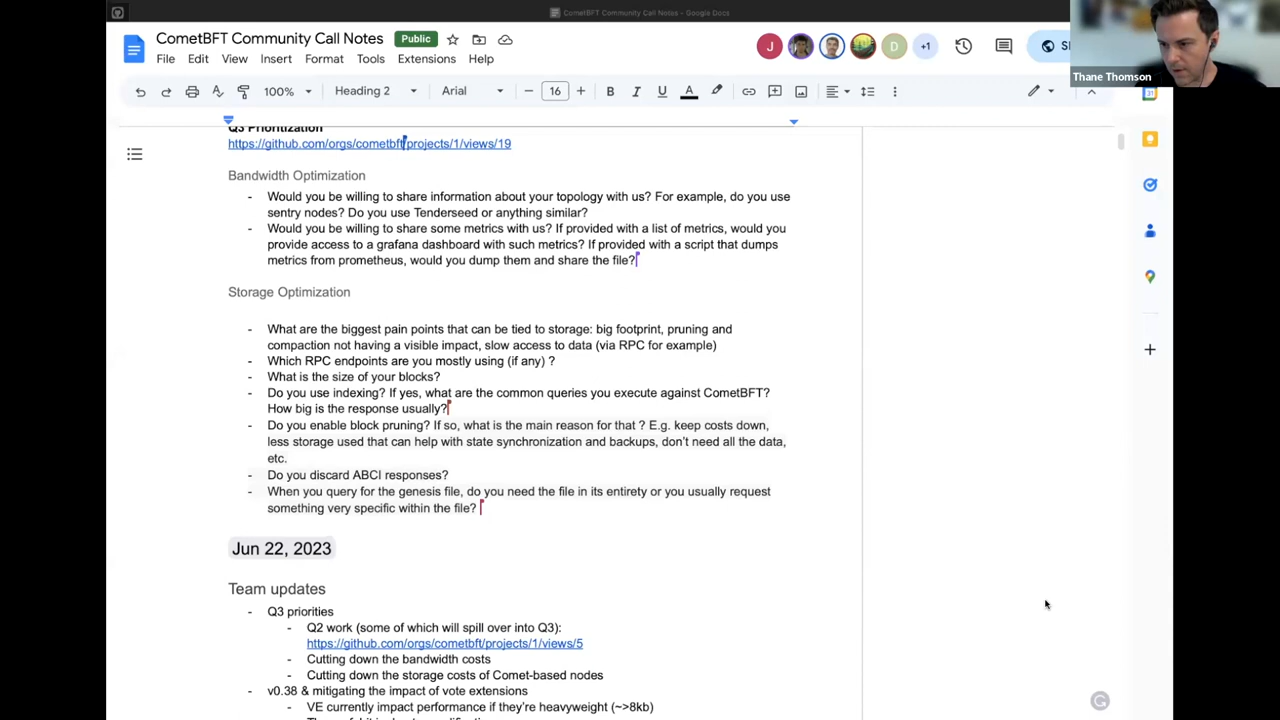 CometBFT Community Call Notes - Google Docs
CometBFT Community Call Notes
Public
File Edit View Insert Format Tools Extensions Help
J
D
+1
Thane Thomson
100%
Heading 2
Arial
16
B I U A
31
Q3 Prioritization
https://github.com/orgs/cometbft/projects/1/views/19
Bandwidth Optimization
- Would you be willing to share information about your topology with us? For example, do you use
sentry nodes? Do you use Tenderseed or anything similar?
- Would you be willing to share some metrics with us? If provided with a list of metrics, would you
provide access to a grafana dashboard with such metrics? If provided with a script that dumps
metrics from prometheus, would you dump them and share the file?
Storage Optimization
- What are the biggest pain points that can be tied to storage: big footprint, pruning and
compaction not having a visible impact, slow access to data (via RPC for example)
- Which RPC endpoints are you mostly using (if any) ?
- What is the size of your blocks?
- Do you use indexing? If yes, what are the common queries you execute against CometBFT?
How big is the response usually?
- Do you enable block pruning? If so, what is the main reason for that ? E.g. keep costs down,
less storage used that can help with state synchronization and backups, don't need all the data,
etc.
- Do you discard ABCI responses?
- When you query for the genesis file, do you need the file in its entirety or you usually request
something very specific within the file?
Jun 22, 2023
Team updates
- Q3 priorities
- Q2 work (some of which will spill over into Q3):
https://github.com/orgs/cometbft/projects/1/views/5
- Cutting down the bandwidth costs
- Cutting down the storage costs of Comet-based nodes
- v0.38 & mitigating the impact of vote extensions
- VE currently impact performance if they're heavyweight (~>8kb)